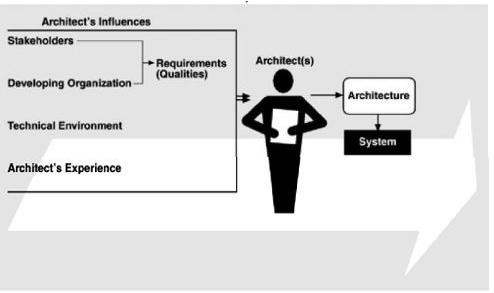 Architect's Influences
Stakeholders
Requirements
(Qualities)
Developing Organization
Technical Environment
Architect's Experience
Architect(s)
Architecture
System